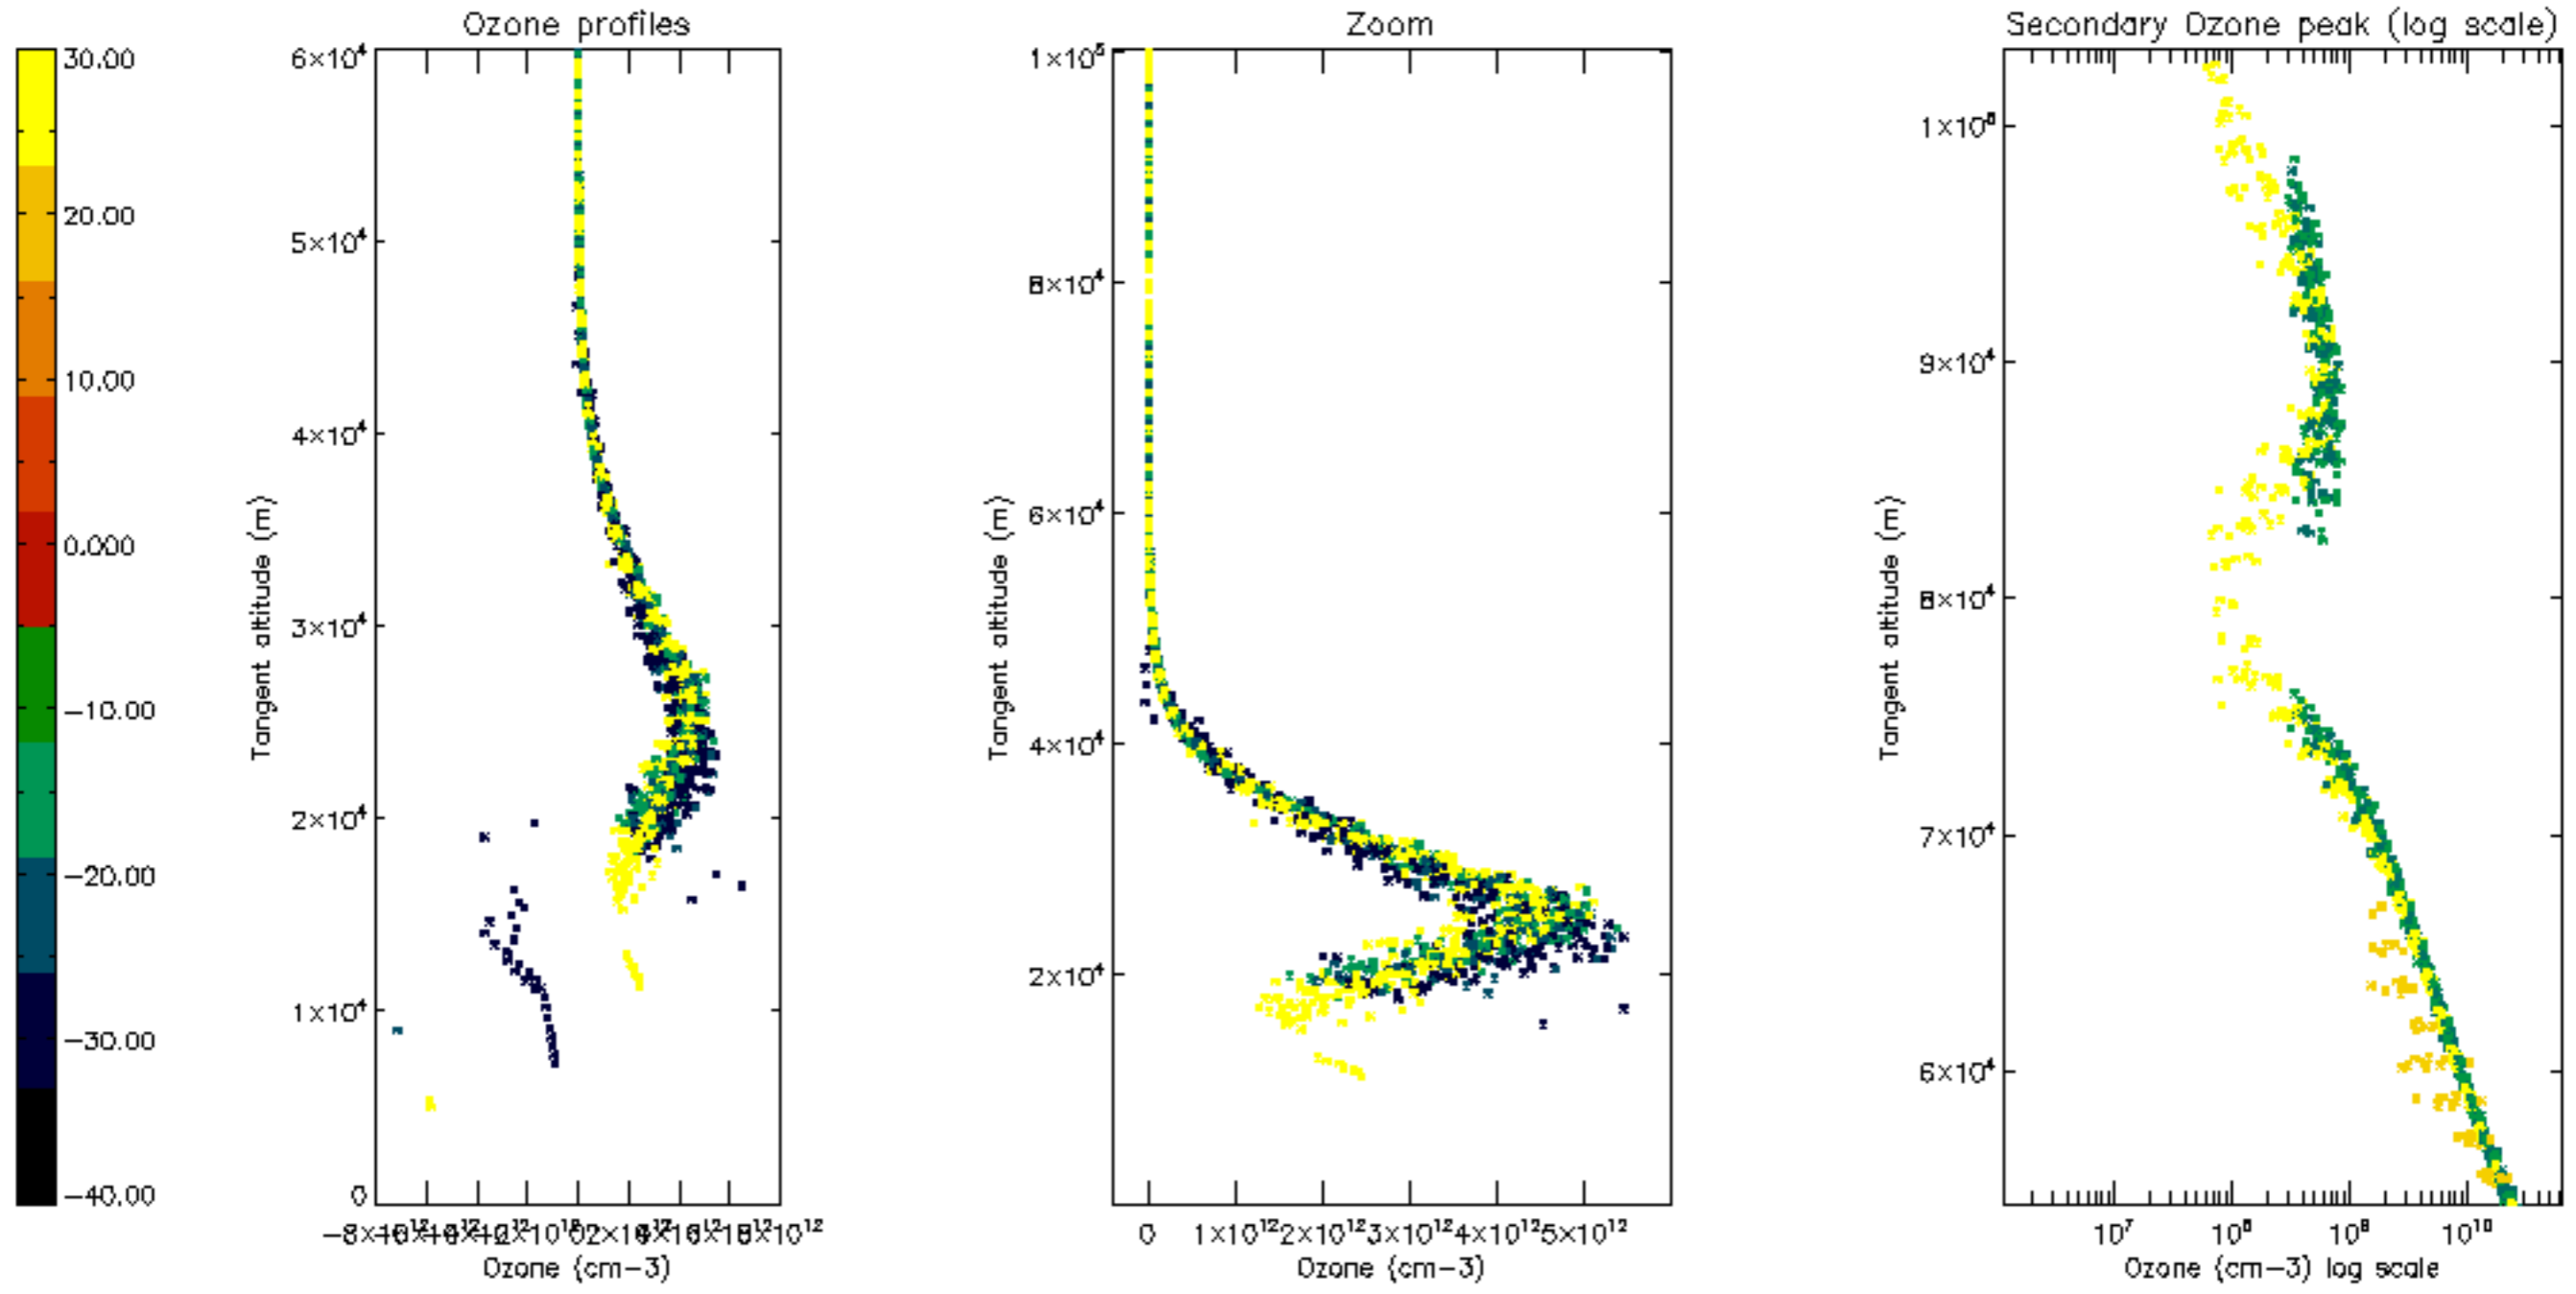 Ozone profiles
Zoom
Secondary Ozone peak (log scale)
30.00
20.00
10.00
0.000
-10.00
-20.00
-30.00
-40.00
6×10⁴
5×10⁴
4×10⁴
3×10⁴
2×10⁴
1×10⁴
0
Tangent altitude (m)
Ozone (cm-3)
1×10⁵
8×10⁴
6×10⁴
4×10⁴
2×10⁴
Tangent altitude (m)
0 1×10¹² 2×10¹² 3×10¹² 4×10¹² 5×10¹²
Ozone (cm-3)
1×10⁵
9×10⁴
8×10⁴
7×10⁴
6×10⁴
Tangent altitude (m)
10⁷ 10⁸ 10⁹ 10¹⁰
Ozone (cm-3) log scale